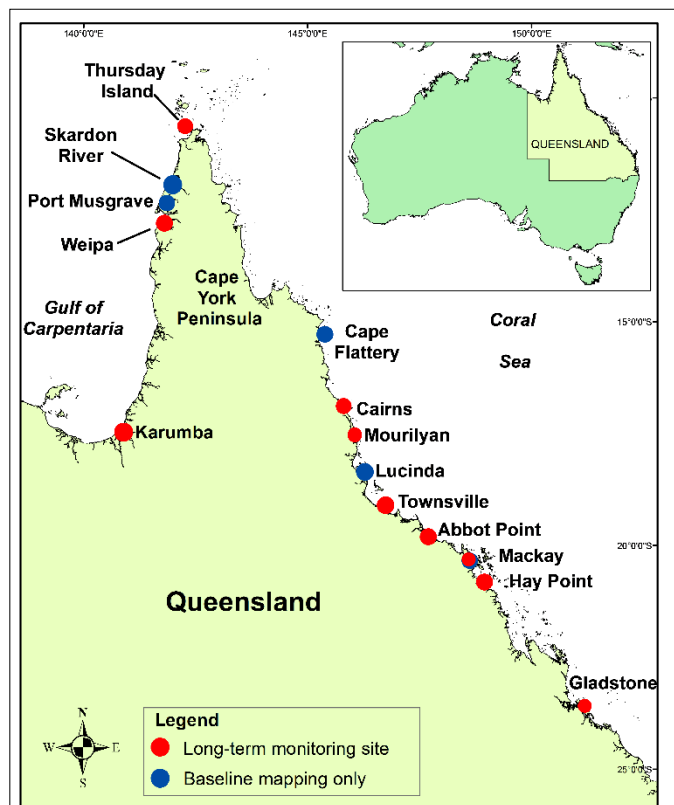 140°0'0"E
145°0'0"E
150°0'0"E
Thursday
Island
Skardon
River
Port Musgrave
Weipa
Gulf of
Carpentaria
Cape
York
Peninsula
QUEENSLAND
15°0'0"S
Coral
Sea
Cape
Flattery
Cairns
Karumba
Mourilyan
Lucinda
Townsville
Abbot Point
20°0'0"S
Mackay
Hay Point
Queensland
Gladstone
N
W
E
S
Legend
Long-term monitoring site
Baseline mapping only
25°0'0"S